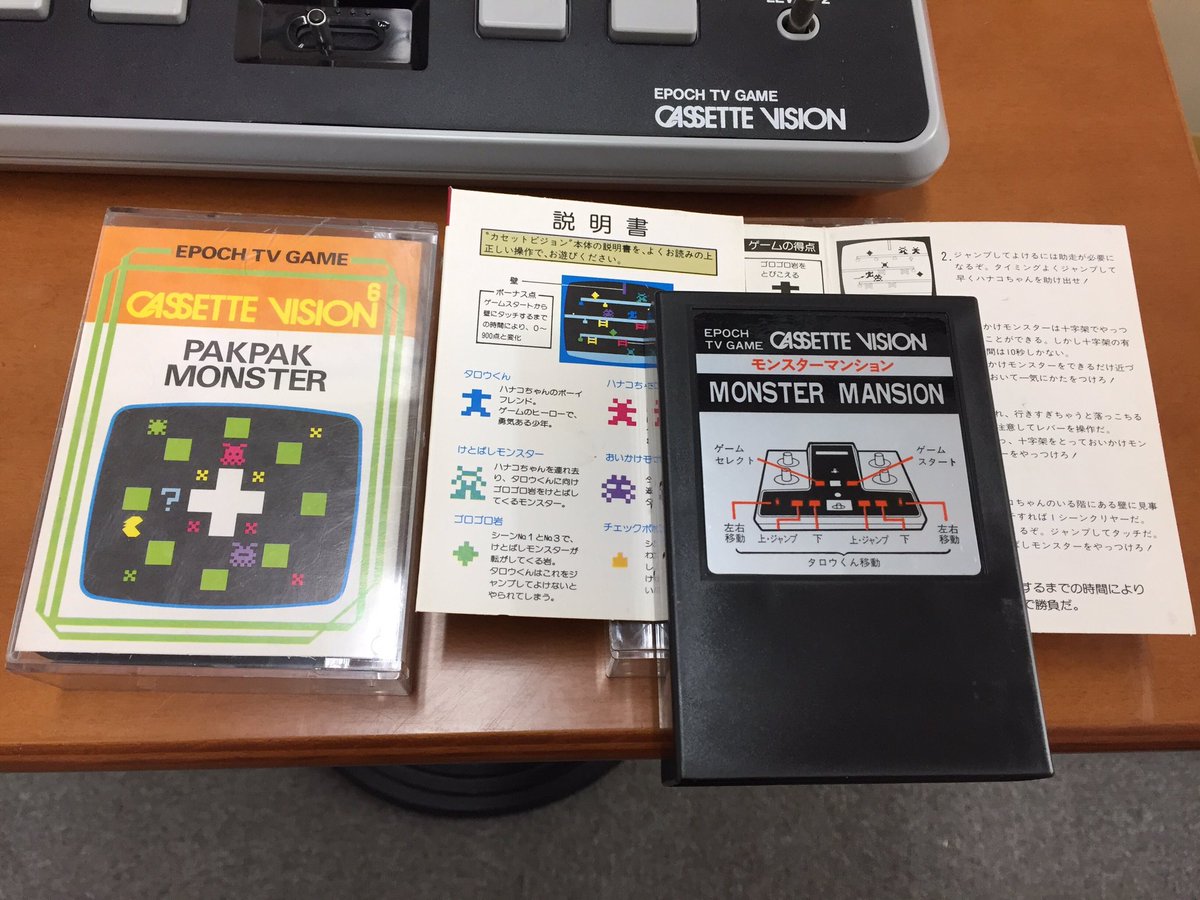 LEVEL 2
EPOCH TV GAME
CASSETTE VISION
EPOCH TV GAME
CASSETTE VISION
6
PAKPAK
MONSTER
?
説明書
"カセットビジョン"本体の説明書を、よくお読みの上
正しい操作で、お遊びください。
壁
ボーナス点
ゲームスタートから
壁にタッチするまで
の時間により、0〜
900点と変化
タロウくん
ハナコちゃんのボーイ
フレンド。
ゲームのヒーローで、
勇気ある少年。
けとばしモンスター
ハナコちゃんを連れ去
り、タロウくんに向け
ゴロゴロ岩をけとばし
てくるモンスター。
ゴロゴロ岩
シーンNo.1とNo.3で、
けとばしモンスターが
転がしてくる岩。
タロウくんはこれをジ
ャンプしてよけないと
やられてしまう。
ハナコちゃ
おいかけモ
チェックポ
ゲームの得点
ゴロゴロ岩を
とびこえる
2. ジャンプしてよけるには助走が必要に
なるぞ。タイミングよくジャンプして
早くハナコちゃんを助け出せ!
かけモンスターは十字架でやっつ
ことができる。しかし十字架の有
間は10秒しかない。
かけモンスターをできるだけ近づ
おいて一気にかたをつけろ!
れ、行きすぎちゃうと落っこちる
注意してレバーを操作だ。
つ、十字架をとっておいかけモン
ーをやっつけろ!
コちゃんのいる階にある壁に見事
チすれば1シーンクリヤーだ。
るぞ。ジャンプしてタッチだ。
ばしモンスターをやっつけろ!
するまでの時間により
で勝負だ。
EPOCH
TV GAME
CASSETTE VISION
モンスターマンション
MONSTER MANSION
ゲーム
セレクト
ゲーム
スタート
左右
移動
上・ジャンプ
下
上・ジャンプ
下
左右
移動
タロウくん移動